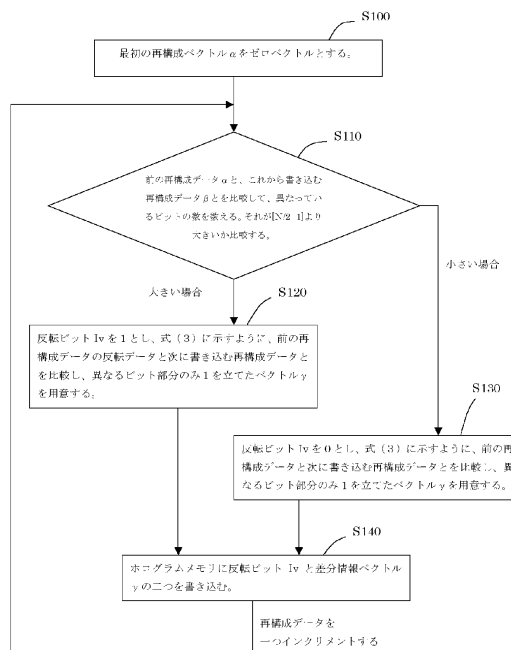 S100
最初の再構成ベクトルαをゼロベクトルとする。
S110
前の再構成データαと、これから書き込む
再構成データβとを比較して、異なってい
るビットの数を数える。それが[N/2 1]より
大きいか比較する。
小さい場合
大きい場合
S120
反転ビット Iv を 1 とし、式（3）に示すように、前の再
構成データの反転データと次に書き込む再構成データと
を比較し、異なるビット部分のみ 1 を立てたベクトルγ
を用意する。
S130
反転ビット Iv を 0 とし、式（3）に示すように、前の再
構成データと次に書き込む再構成データとを比較し、異
なるビット部分のみ 1 を立てたベクトルγを用意する。
S140
ホログラムメモリに反転ビット Iv と差分情報ベクトル
γの二つを書き込む。
再構成データを
一つインクリメントする